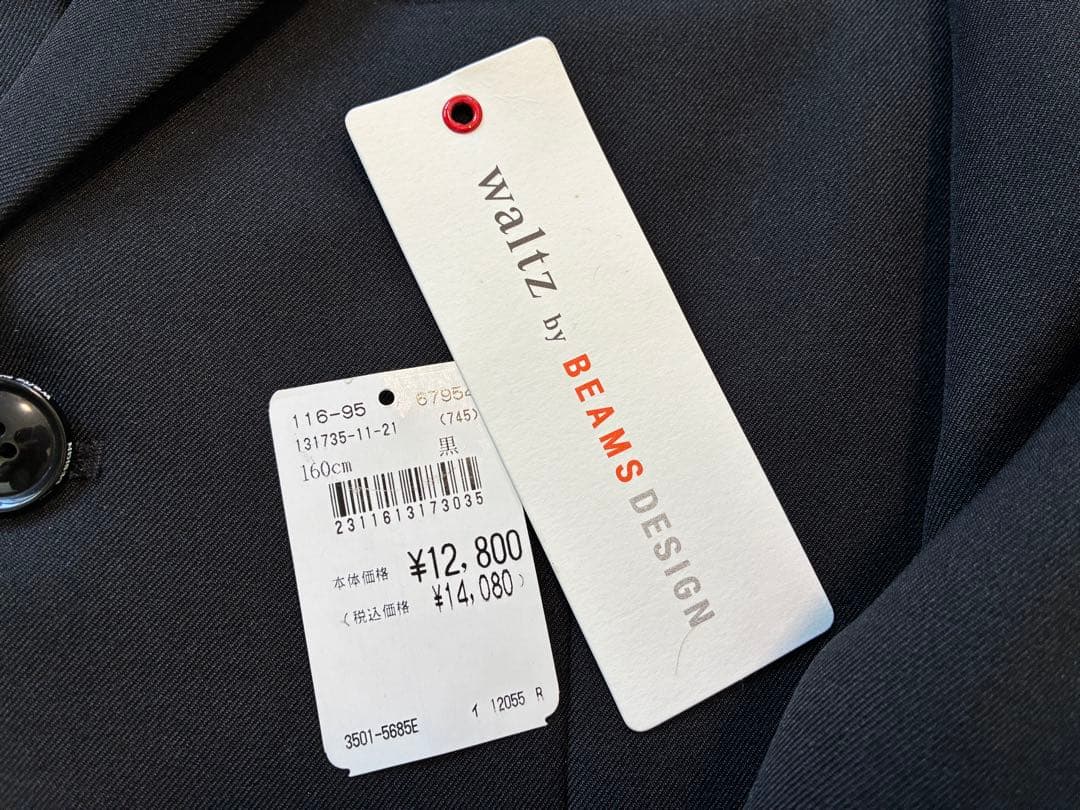 waltz by BEAMS DESIGN
116-95
67954
131735-11-21
(745)
160cm
黒
2311613173035
本体価格 ¥12,800
(税込価格 ¥14,080)
3501-5685E
イ 12055 R